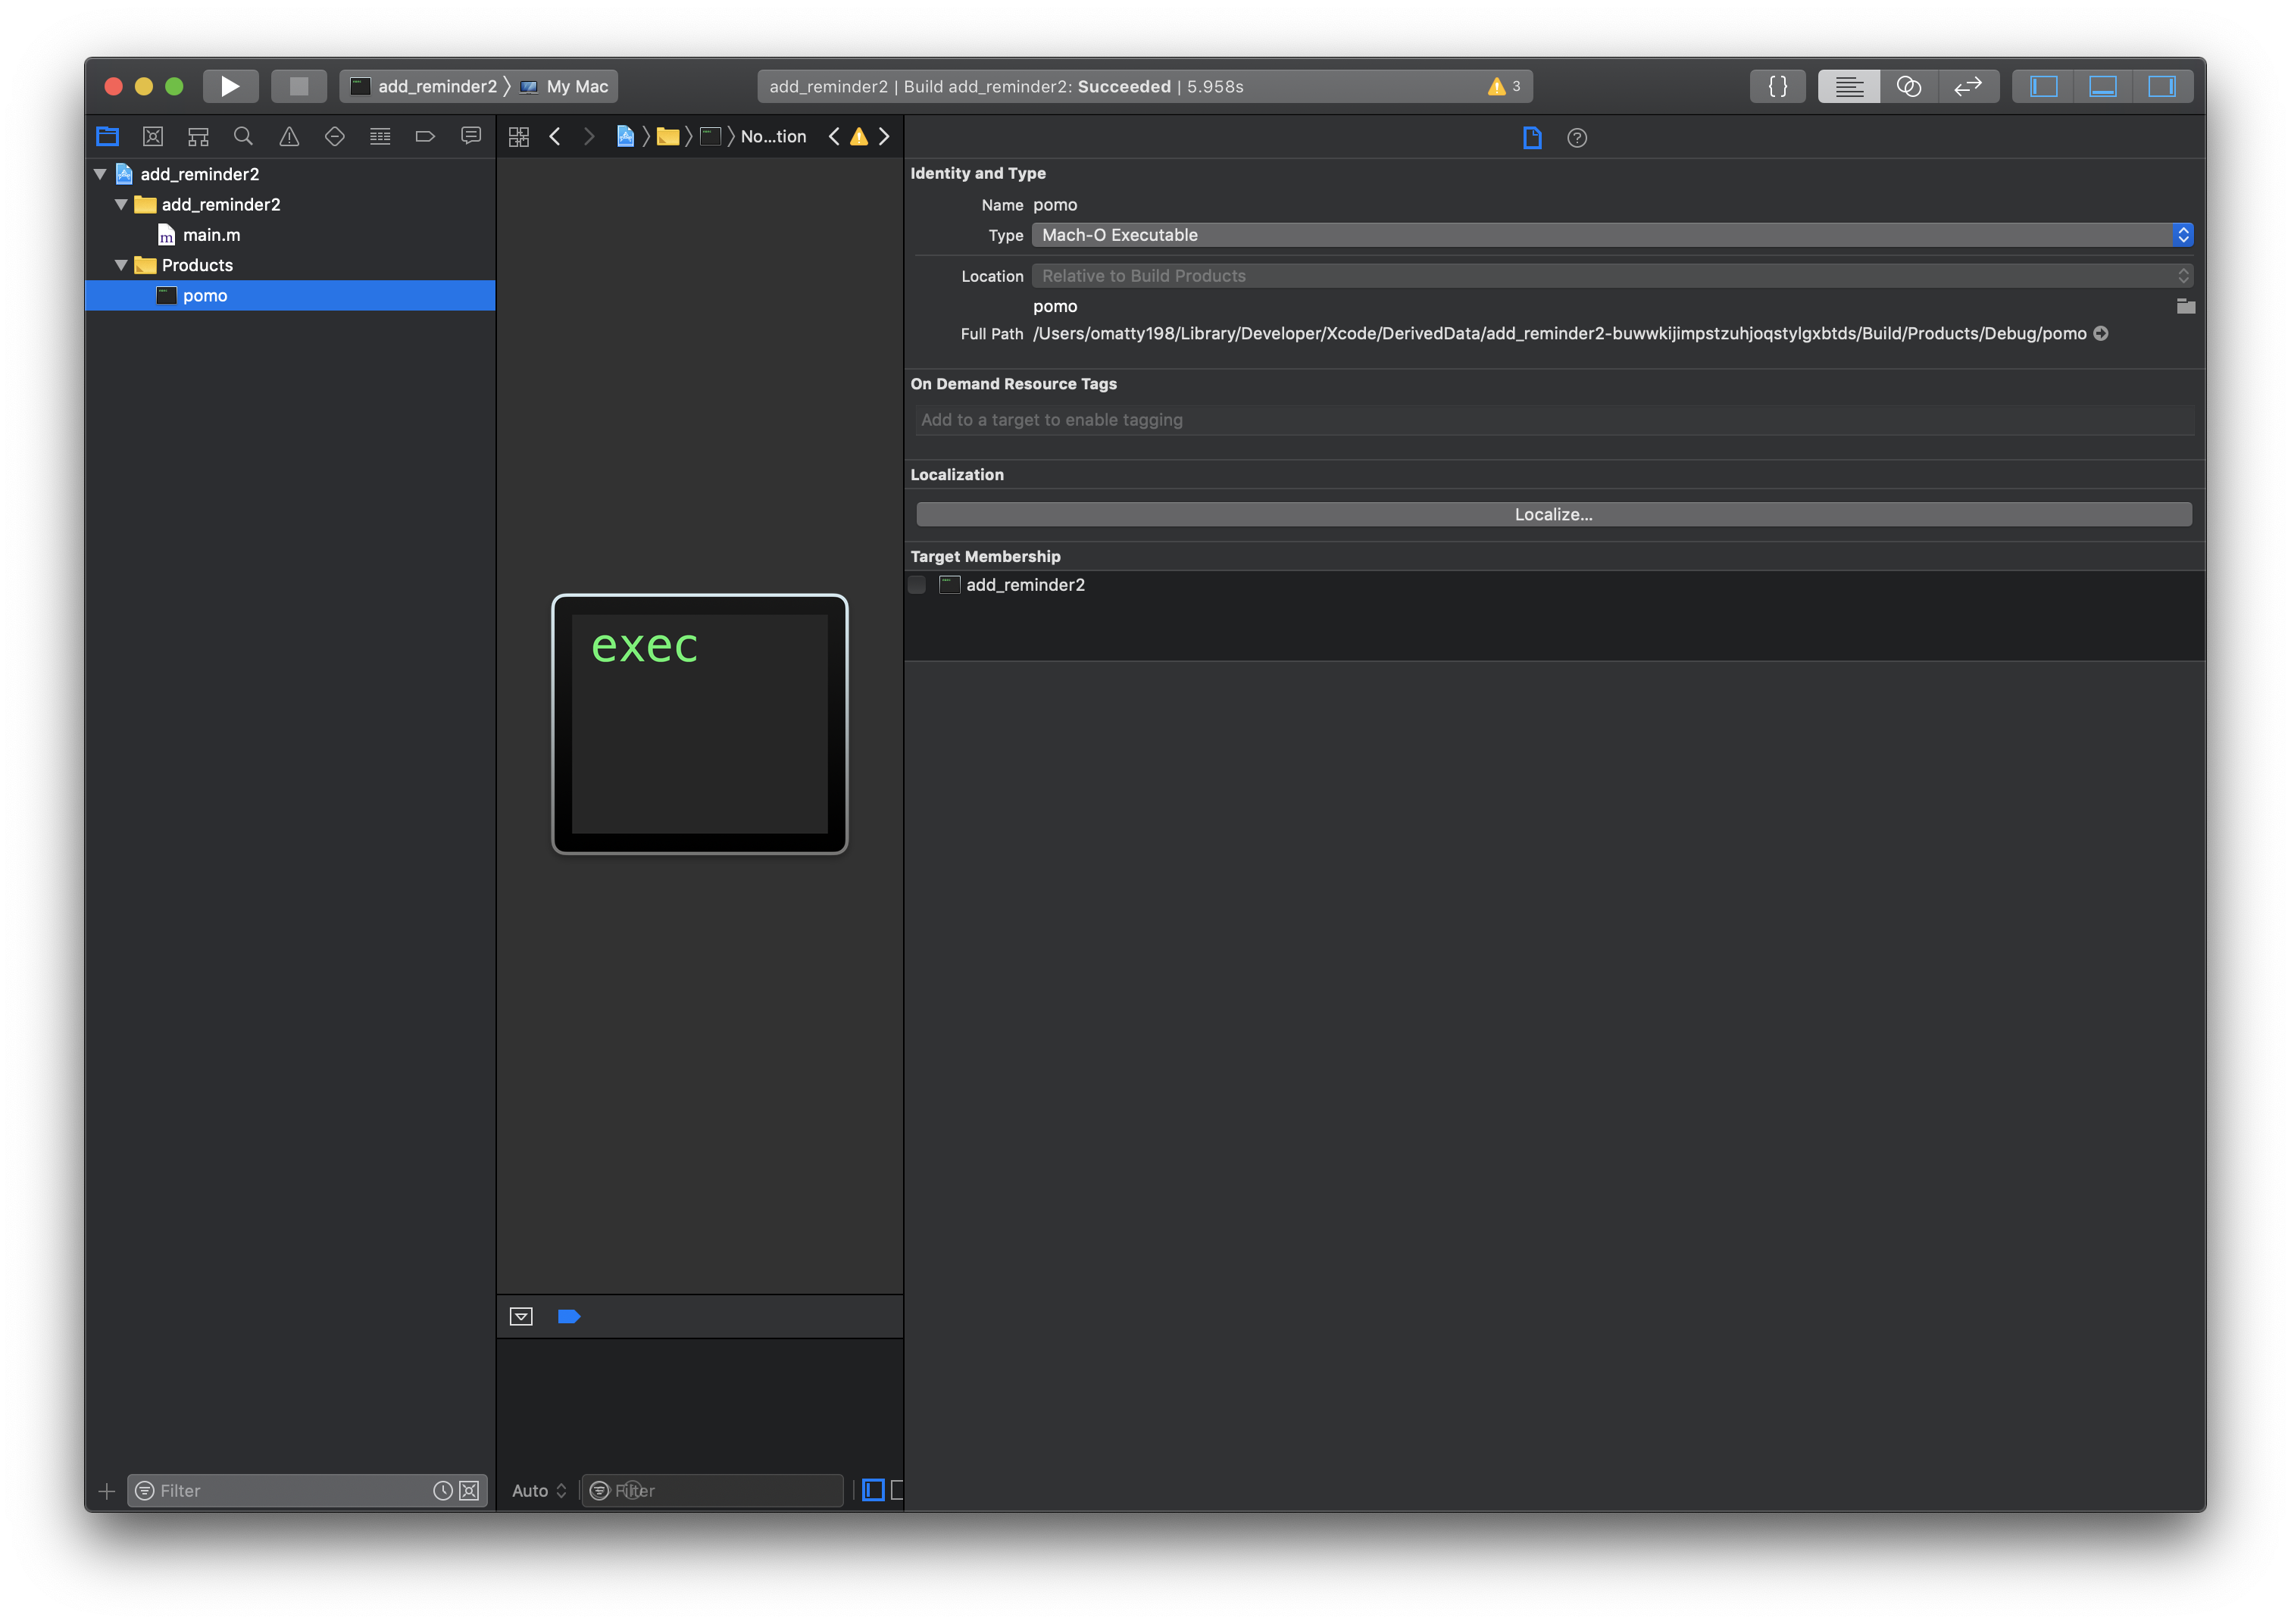 add_reminder2 My Mac
add_reminder2 | Build add_reminder2: Succeeded | 5.958s
3
{ }
No...tion
add_reminder2
add_reminder2
m main.m
Products
pomo
exec
Identity and Type
Name pomo
Type Mach-O Executable
Location Relative to Build Products
pomo
Full Path /Users/omatty198/Library/Developer/Xcode/DerivedData/add_reminder2-buwwkijimpstzuhjoqstylgxbtds/Build/Products/Debug/pomo
On Demand Resource Tags
Add to a target to enable tagging
Localization
Localize...
Target Membership
add_reminder2
Filter
Auto
Filter